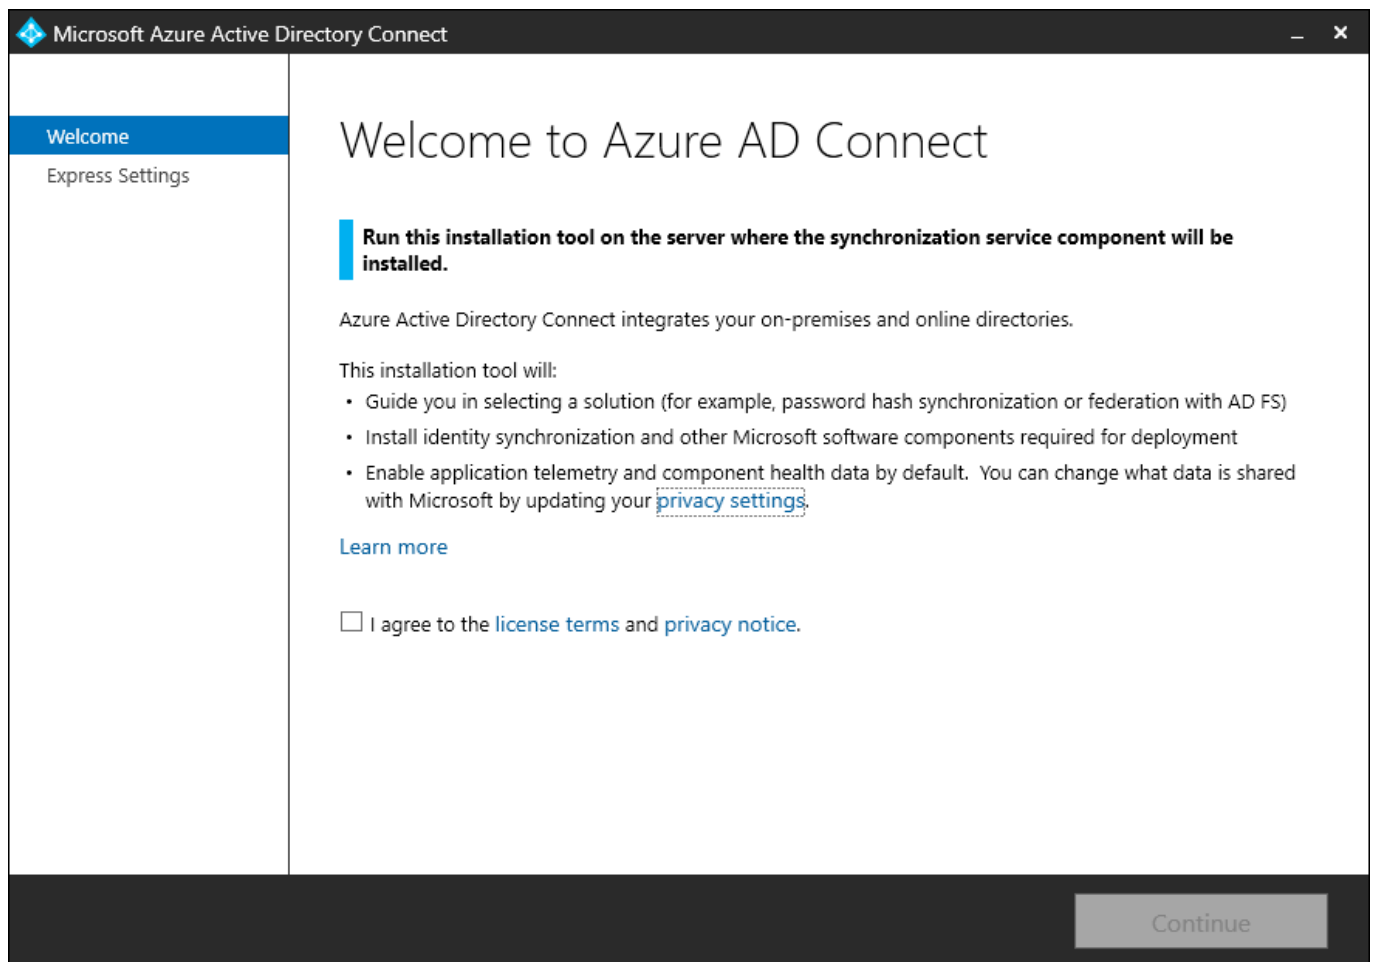 Microsoft Azure Active Directory Connect
Welcome
Express Settings
Welcome to Azure AD Connect
Run this installation tool on the server where the synchronization service component will be
installed.
Azure Active Directory Connect integrates your on-premises and online directories.
This installation tool will:
• Guide you in selecting a solution (for example, password hash synchronization or federation with AD FS)
• Install identity synchronization and other Microsoft software components required for deployment
• Enable application telemetry and component health data by default.  You can change what data is shared
with Microsoft by updating your privacy settings.
Learn more
I agree to the license terms and privacy notice.
Continue